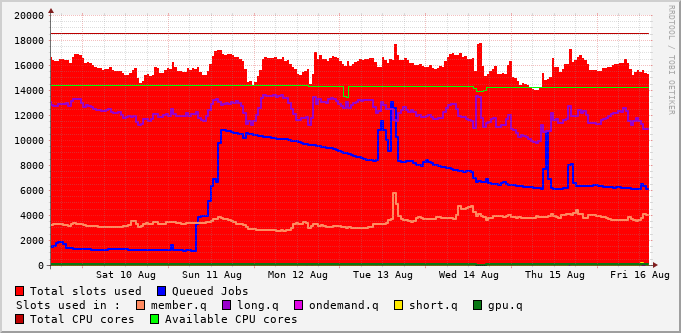 20000
18000
16000
14000
12000
10000
8000
6000
4000
2000
0
Sat 10 Aug Sun 11 Aug Mon 12 Aug Tue 13 Aug Wed 14 Aug Thu 15 Aug Fri 16 Aug
Total slots used Queued Jobs
Slots used in : member.q long.q ondemand.q short.q gpu.q
Total CPU cores Available CPU cores
RRDTOOL / TOBI OETIKER